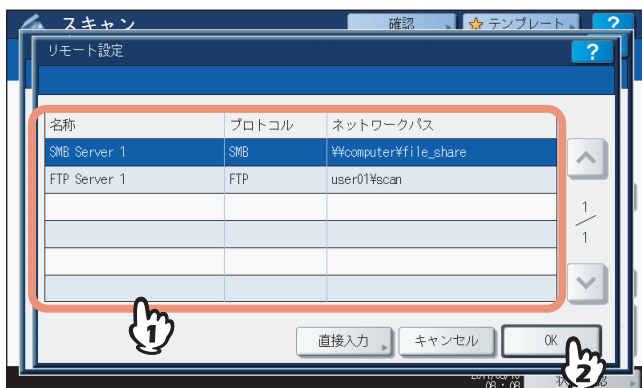 スキャン 確認 テンプレート ?
リモート設定 ?
名称 プロトコル ネットワークパス
SMB Server 1 SMB ¥¥computer¥file_share
FTP Server 1 FTP user01¥scan
1
1
直接入力 キャンセル OK
1
2